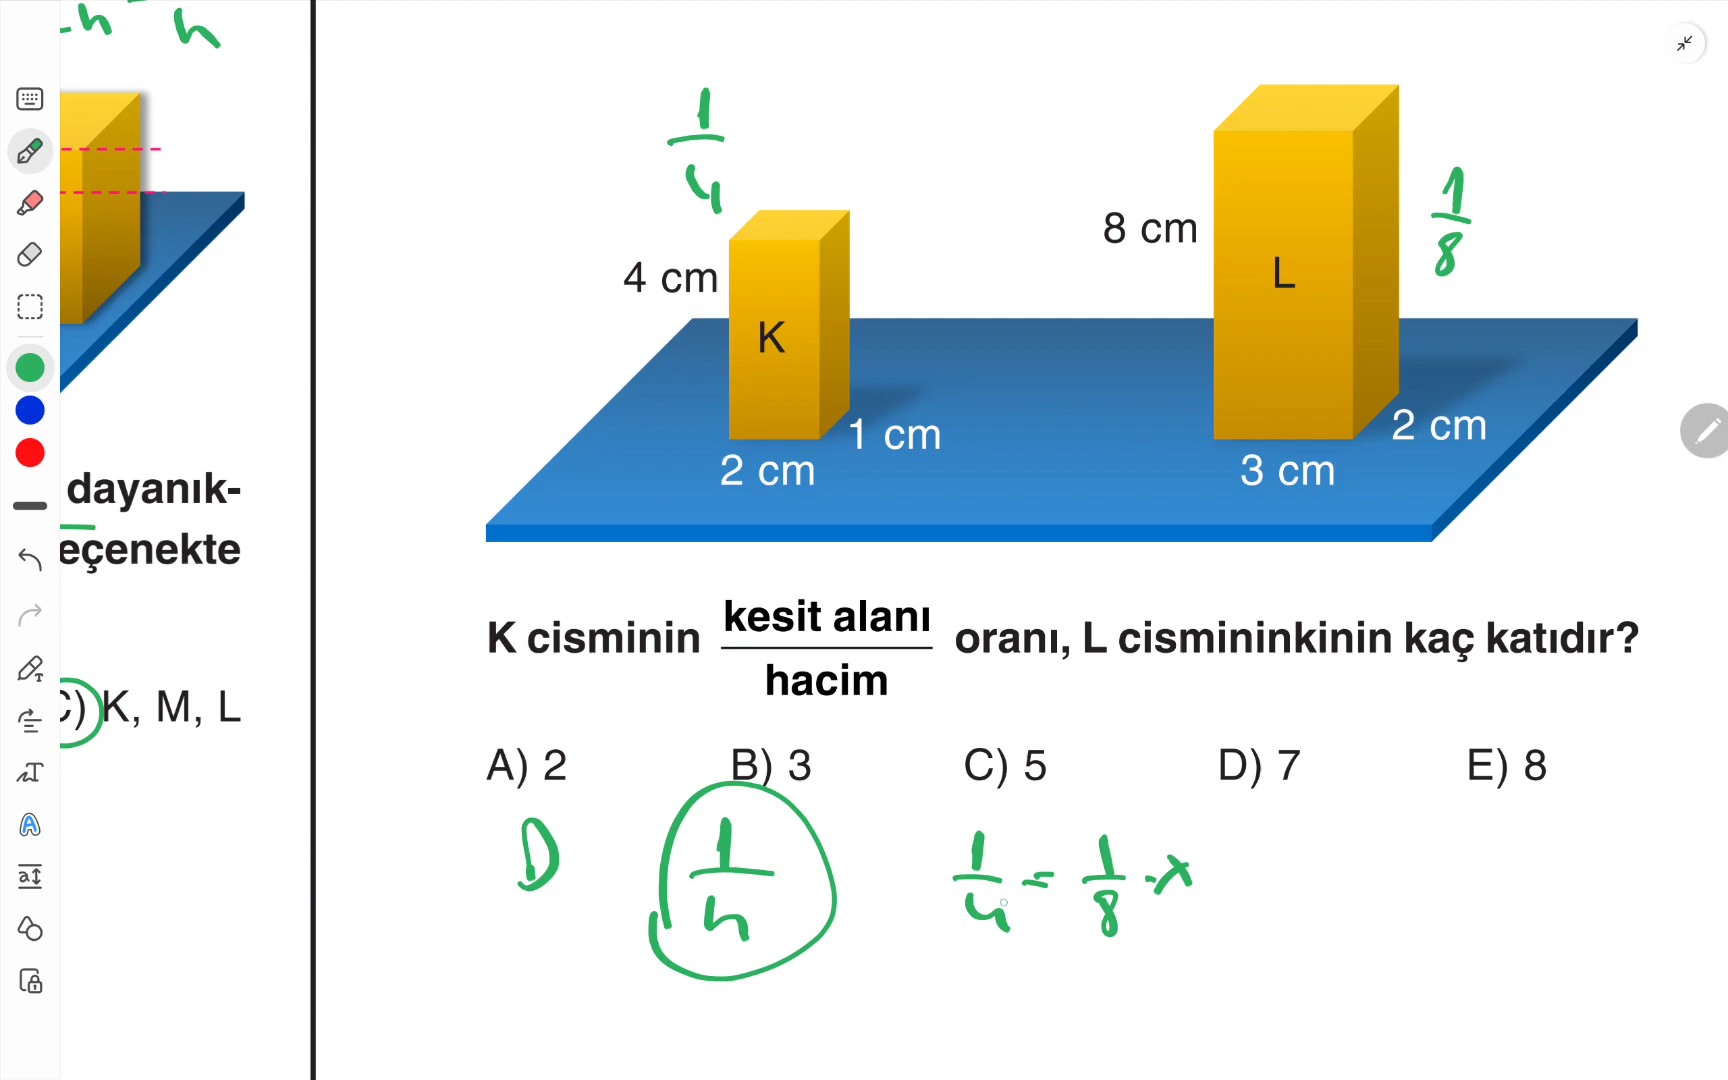 h h
1
4
4 cm
K
1 cm
2 cm
8 cm
L
1
8
2 cm
3 cm
dayanık-
eçenekte
C) K, M, L
K cisminin kesit alanı
hacim oranı, L cismininkinin kaç katıdır?
A) 2 B) 3 C) 5 D) 7 E) 8
D
1
h
1 = 1 . x
4 8